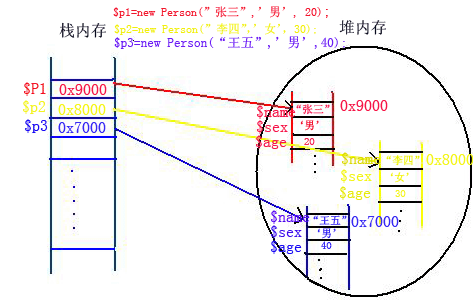 栈内存
$p1=new Person("张三",'男', 20);
$p2=new Person("李四",'女', 30);
$p3=new Person("王五",'男',40);
堆内存
$P1 0x9000
$p2 0x8000
$p3 0x7000
$name "张三" 0x9000
$sex '男'
$age 20
$name "李四" 0x8000
$sex '女'
$age 30
$name "王五" 0x7000
$sex '男'
$age 40